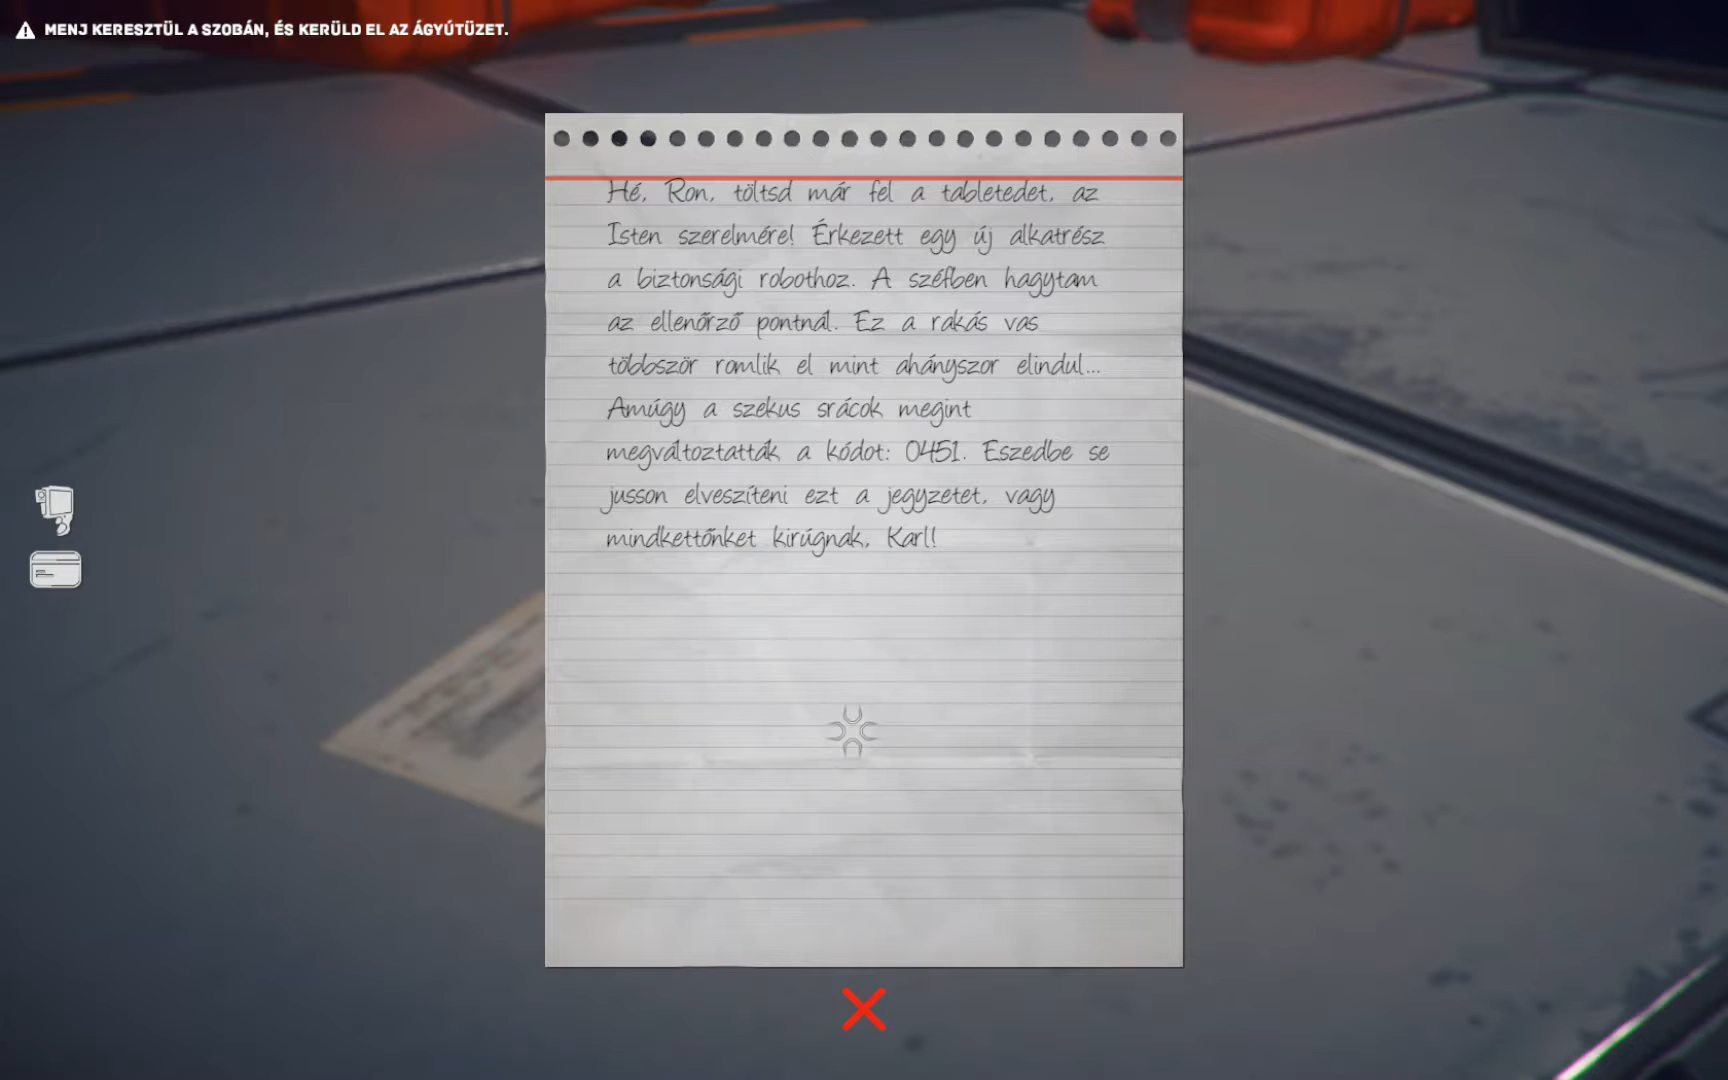 MENJ KERESZTÜL A SZOBÁN, ÉS KERÜLD EL AZ ÁGYÚTÜZET.
Hé, Ron, töltsd már fel a tabletedet, az
Isten szerelmére! Érkezett egy új alkatrész
a biztonsági robothoz. A széfben hagytam
az ellenőrző pontnál. Ez a rakás vas
többször romlik el mint ahányszor elindul...
Amúgy a szekus srácok megint
megváltoztatták a kódot: 0451. Eszedbe se
jusson elveszíteni ezt a jegyzetet, vagy
mindkettőnket kirúgnak, Karl!